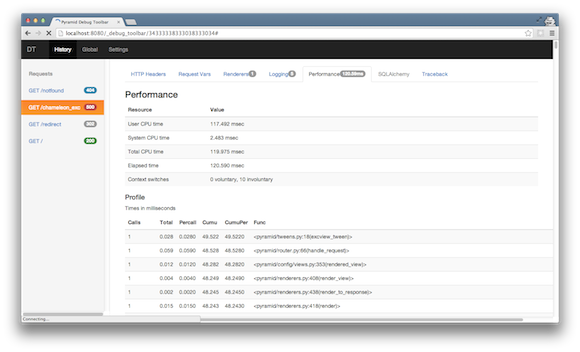 Pyramid Debug Toolbar
localhost:8080/_debug_toolbar/34333338333038333034#
DT History Global Settings
Requests
GET /notfound 404
GET /chameleon_exc 500
GET /redirect
GET /
HTTP Headers Request Vars Renderers 1 Logging Performance SQLAlchemy Traceback
Performance
Resource Value
User CPU time 117.492 msec
System CPU time 2.483 msec
Total CPU time 119.975 msec
Elapsed time 120.590 msec
Context switches 0 voluntary, 10 involuntary
Profile
Times in milliseconds
Calls Total Percall Cumu CumuPer Func
1 0.028 0.0280 49.522 49.5220 <pyramid/tweens.py:18(excview_tween)>
1 0.059 0.0590 48.528 48.5280 <pyramid/router.py:66(handle_request)>
1 0.012 0.0120 48.282 48.2820 <pyramid/config/views.py:353(rendered_view)>
1 0.004 0.0040 48.249 48.2490 <pyramid/renderers.py:408(render_view)>
1 0.002 0.0020 48.245 48.2450 <pyramid/renderers.py:436(render_to_response)>
1 0.015 0.0150 48.243 48.2430 <pyramid/renderers.py:418(render)>
Connecting...